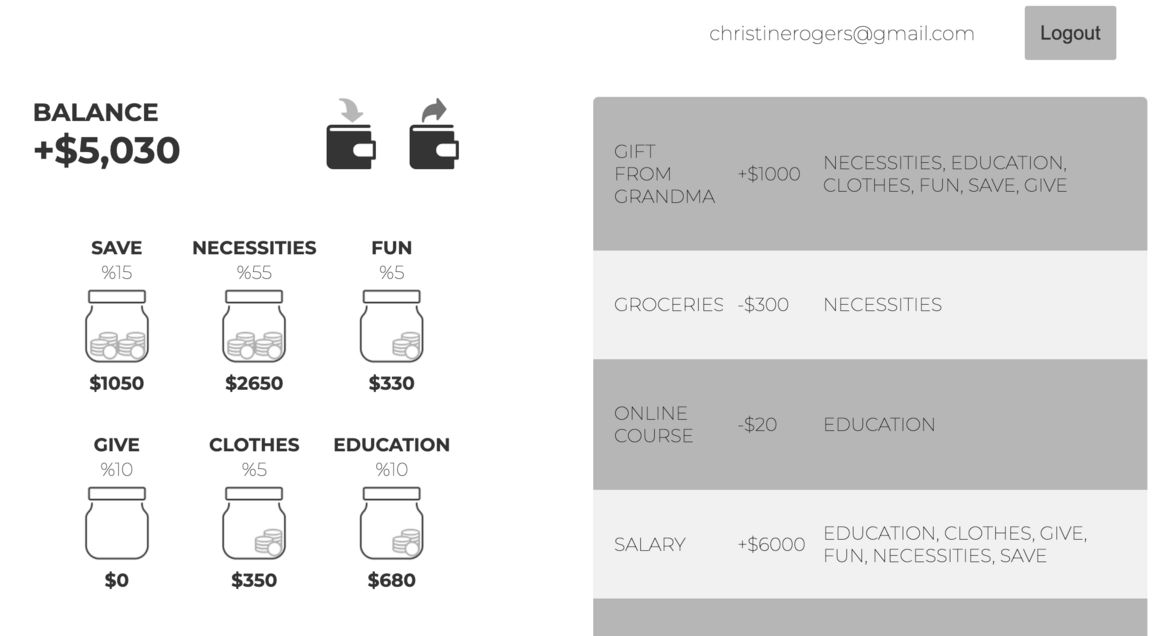 christinerogers@gmail.com
Logout
BALANCE
+$5,030
SAVE
%15
$1050
NECESSITIES
%55
$2650
FUN
%5
$330
GIVE
%10
$0
CLOTHES
%5
$350
EDUCATION
%10
$680
GIFT
FROM
GRANDMA
+$1000
NECESSITIES, EDUCATION,
CLOTHES, FUN, SAVE, GIVE
GROCERIES
-$300
NECESSITIES
ONLINE
COURSE
-$20
EDUCATION
SALARY
+$6000
EDUCATION, CLOTHES, GIVE,
FUN, NECESSITIES, SAVE